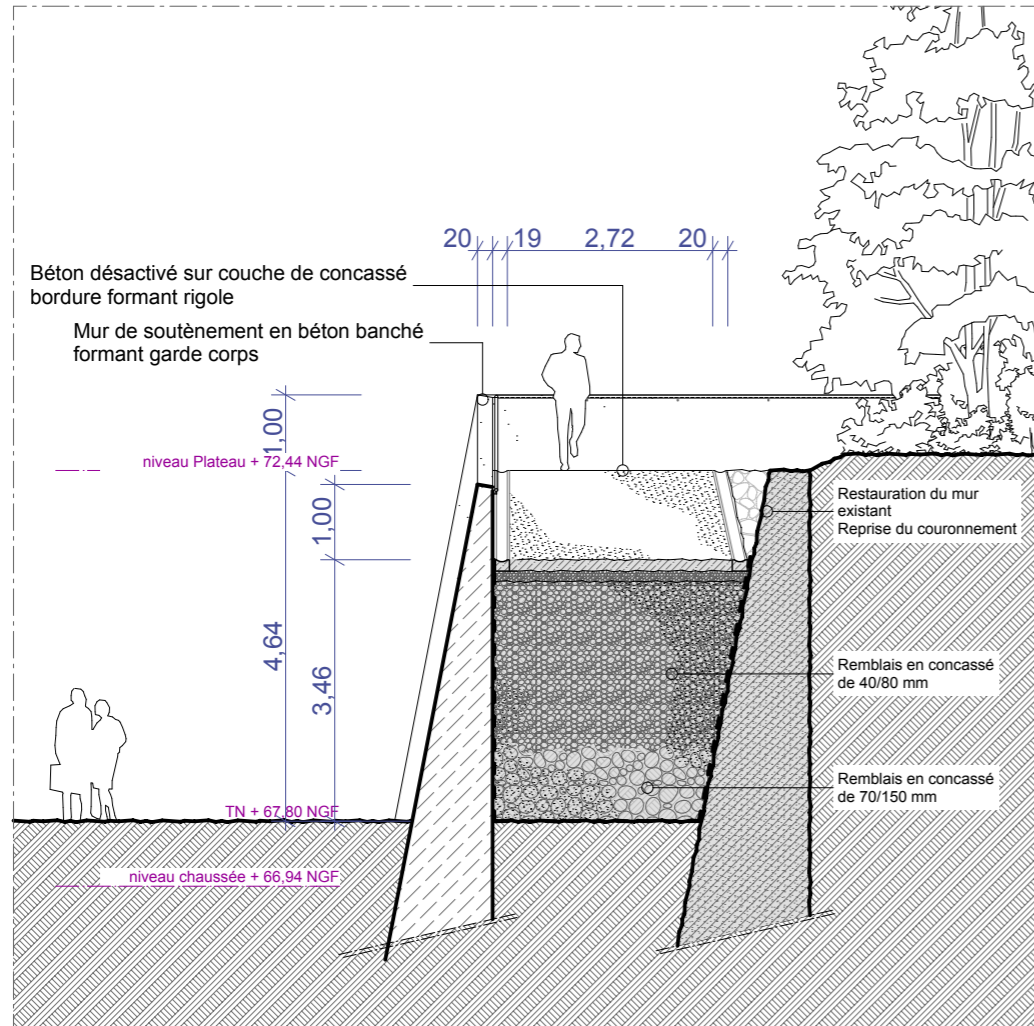 20
19
2,72
20
Béton désactivé sur couche de concassé
bordure formant rigole
Mur de soutènement en béton banché
formant garde corps
1,00
niveau Plateau + 72,44 NGF
1,00
Restauration du mur
existant
Reprise du couronnement
4,64
3,46
Remblais en concassé
de 40/80 mm
Remblais en concassé
de 70/150 mm
TN + 67,80 NGF
niveau chaussée + 66,94 NGF